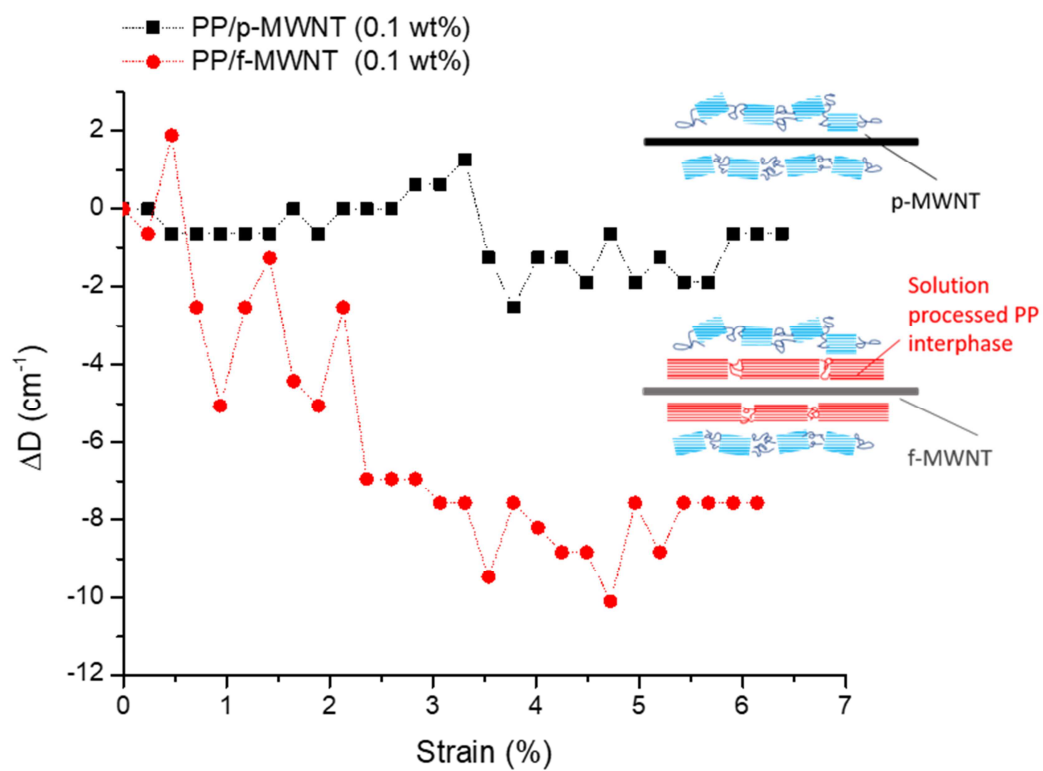 PP/p-MWNT (0.1 wt%)
PP/f-MWNT (0.1 wt%)
2
0
-2
-4
-6
-8
-10
-12
ΔD (cm⁻¹)
0 1 2 3 4 5 6 7
Strain (%)
p-MWNT
Solution
processed PP
interphase
f-MWNT